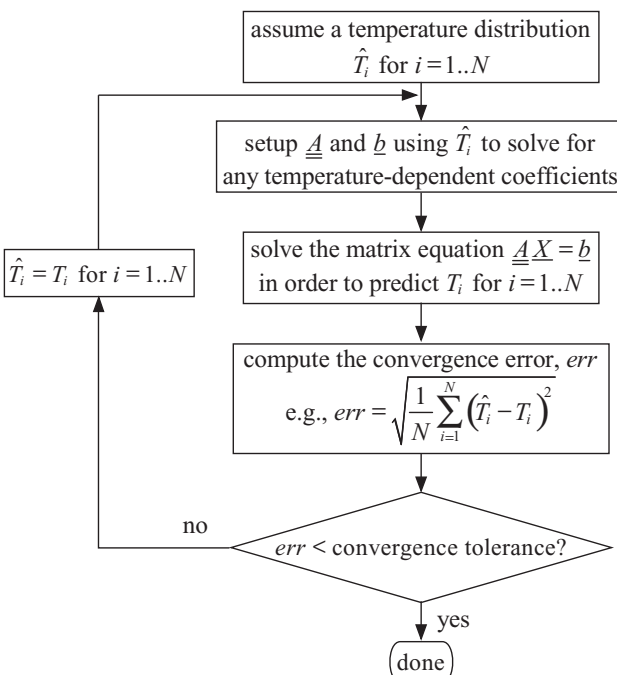 assume a temperature distribution
T̂ᵢ for i = 1..N
setup A̳ and b̲ using T̂ᵢ to solve for
any temperature-dependent coefficients
solve the matrix equation A̳ X̲ = b̲
in order to predict Tᵢ for i = 1..N
T̂ᵢ = Tᵢ for i = 1..N
compute the convergence error, err
e.g., err = √(1/N ∑ᵢ₌₁ᴺ (T̂ᵢ − Tᵢ)²)
no
err < convergence tolerance?
yes
done